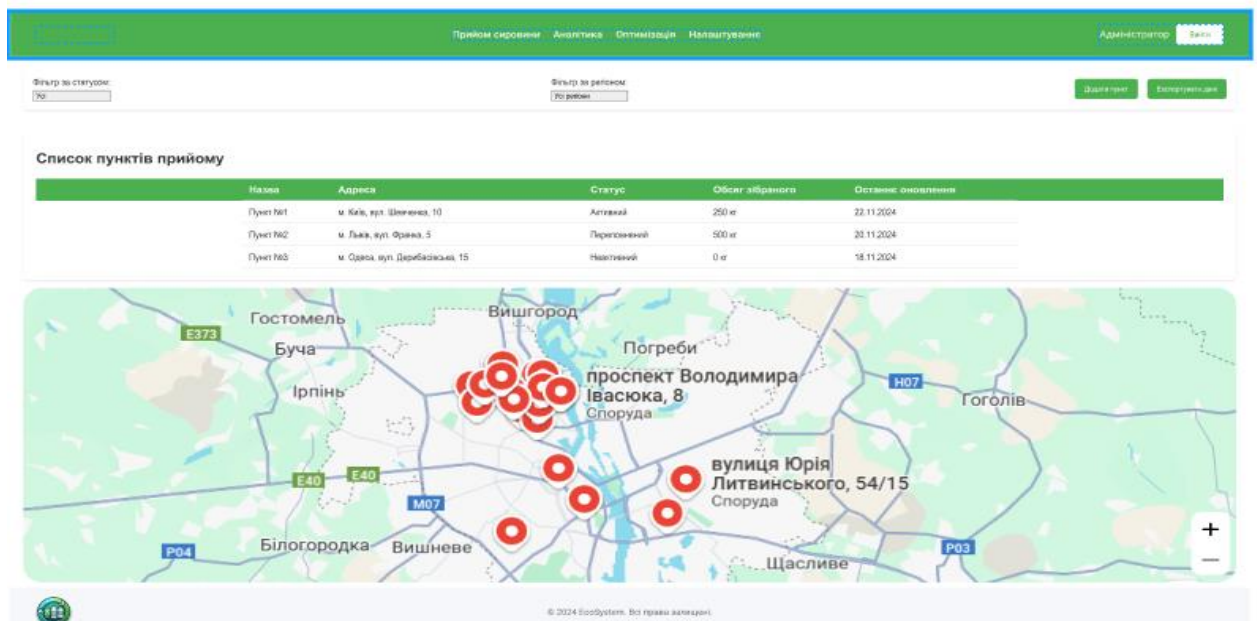 Прийом сировини Аналітика Оптимізація Налаштування
Адміністратор Вийти
Фільтр за статусом:
Усі
Фільтр за регіоном:
Усі регіони
Додати пункт Експортувати дані
Список пунктів прийому
Назва Адреса Статус Обсяг зібраного Останнє оновлення
Пункт №1 м. Київ, вул. Шевченка, 10 Активний 250 кг 22.11.2024
Пункт №2 м. Львів, вул. Франка, 5 Переповнений 500 кг 20.11.2024
Пункт №3 м. Одеса, вул. Дерибасівська, 15 Неактивний 0 кг 18.11.2024
Вишгород
Гостомель
E373
Буча
Погреби
проспект Володимира
Івасюка, 8
Споруда
H07
Ірпінь
Гоголів
вулиця Юрія
Литвинського, 54/15
Споруда
E40
E40
M07
+
P04
Білогородка
Вишневе
P03
Щасливе
—
© 2024 EcoSystem. Всі права захищені.